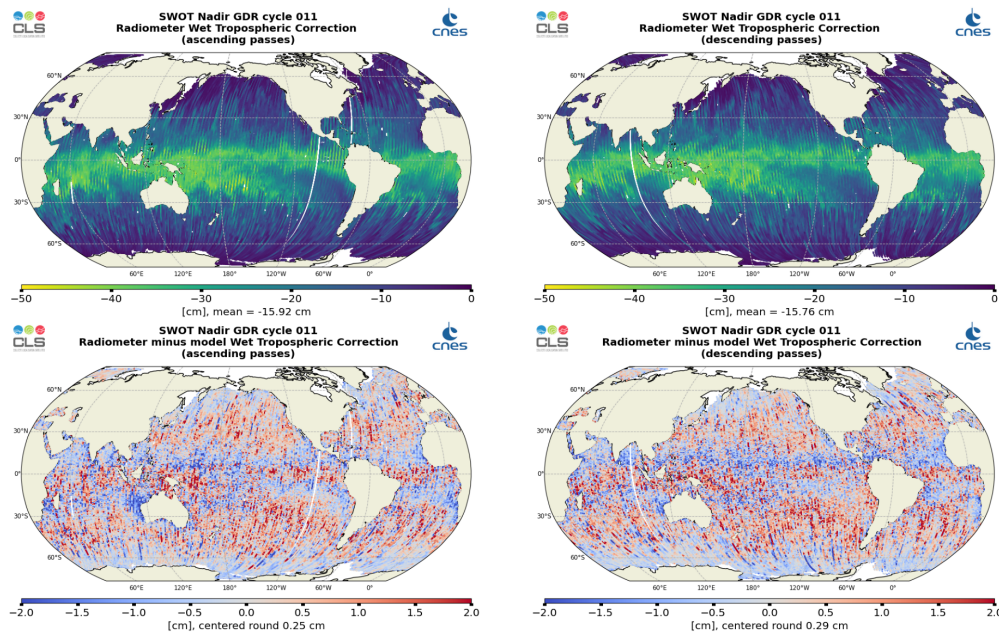 CLS
SWOT Nadir GDR cycle 011
Radiometer Wet Tropospheric Correction
(ascending passes)
cnes
60°N
30°N
0°
30°S
60°S
60°E 120°E 180° 120°W 60°W 0°
−50 −40 −30 −20 −10 0
[cm], mean = -15.92 cm
CLS
SWOT Nadir GDR cycle 011
Radiometer Wet Tropospheric Correction
(descending passes)
cnes
60°N
30°N
0°
30°S
60°S
60°E 120°E 180° 120°W 60°W 0°
−50 −40 −30 −20 −10 0
[cm], mean = -15.76 cm
CLS
SWOT Nadir GDR cycle 011
Radiometer minus model Wet Tropospheric Correction
(ascending passes)
cnes
60°N
30°N
0°
30°S
60°S
60°E 120°E 180° 120°W 60°W 0°
−2.0 −1.5 −1.0 −0.5 0.0 0.5 1.0 1.5 2.0
[cm], centered round 0.25 cm
CLS
SWOT Nadir GDR cycle 011
Radiometer minus model Wet Tropospheric Correction
(descending passes)
cnes
60°N
30°N
0°
30°S
60°S
60°E 120°E 180° 120°W 60°W 0°
−2.0 −1.5 −1.0 −0.5 0.0 0.5 1.0 1.5 2.0
[cm], centered round 0.29 cm